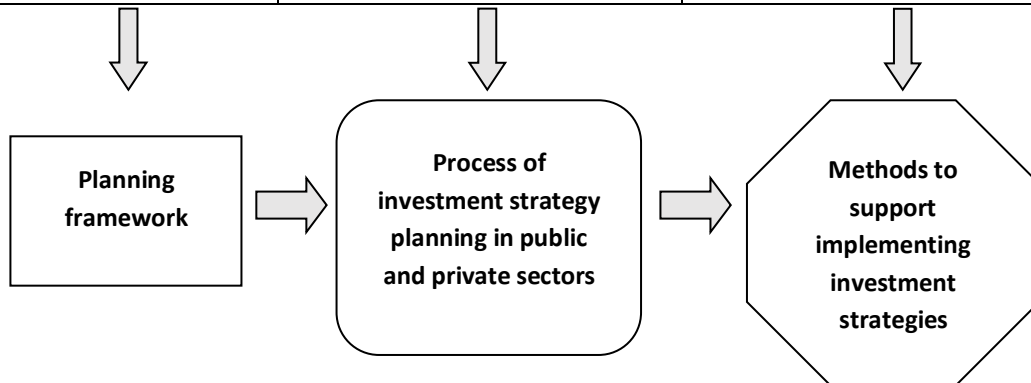 Planning
framework
Process of
investment strategy
planning in public
and private sectors
Methods to
support
implementing
investment
strategies